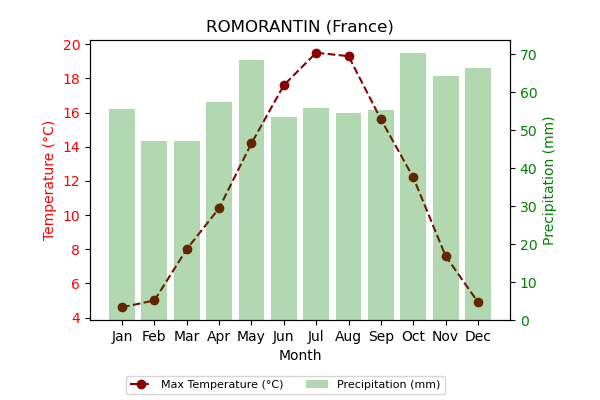 ROMORANTIN (France)
Temperature (°C)
20
18
16
14
12
10
8
6
4
70
60
50
40
30
20
10
0
Precipitation (mm)
Jan Feb Mar Apr May Jun Jul Aug Sep Oct Nov Dec
Month
Max Temperature (°C) Precipitation (mm)